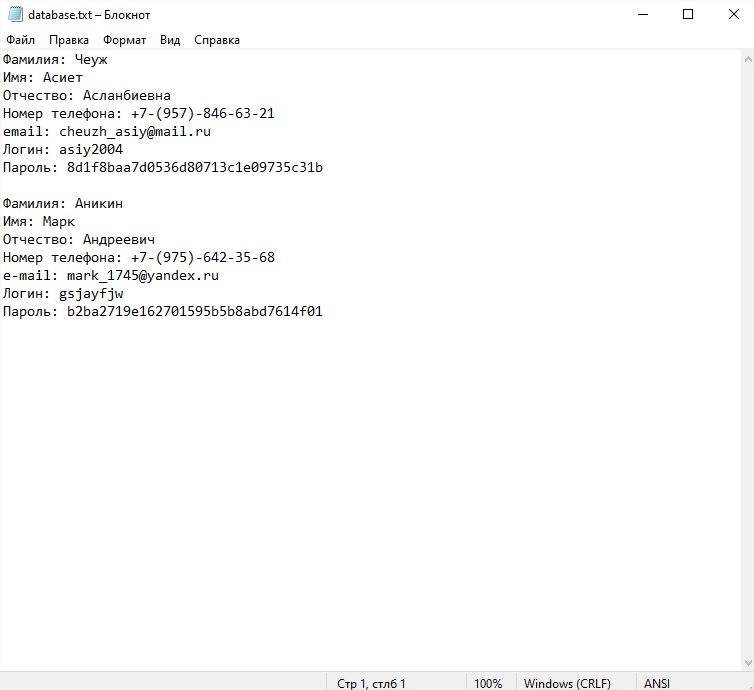 database.txt – Блокнот
Файл Правка Формат Вид Справка
Фамилия: Чеуж
Имя: Асиет
Отчество: Асланбиевна
Номер телефона: +7-(957)-846-63-21
email: cheuzh_asiy@mail.ru
Логин: asiy2004
Пароль: 8d1f8baa7d0536d80713c1e09735c31b
Фамилия: Аникин
Имя: Марк
Отчество: Андреевич
Номер телефона: +7-(975)-642-35-68
e-mail: mark_1745@yandex.ru
Логин: gsjayfjw
Пароль: b2ba2719e162701595b5b8abd7614f01
Стр 1, стлб 1 100% Windows (CRLF) ANSI